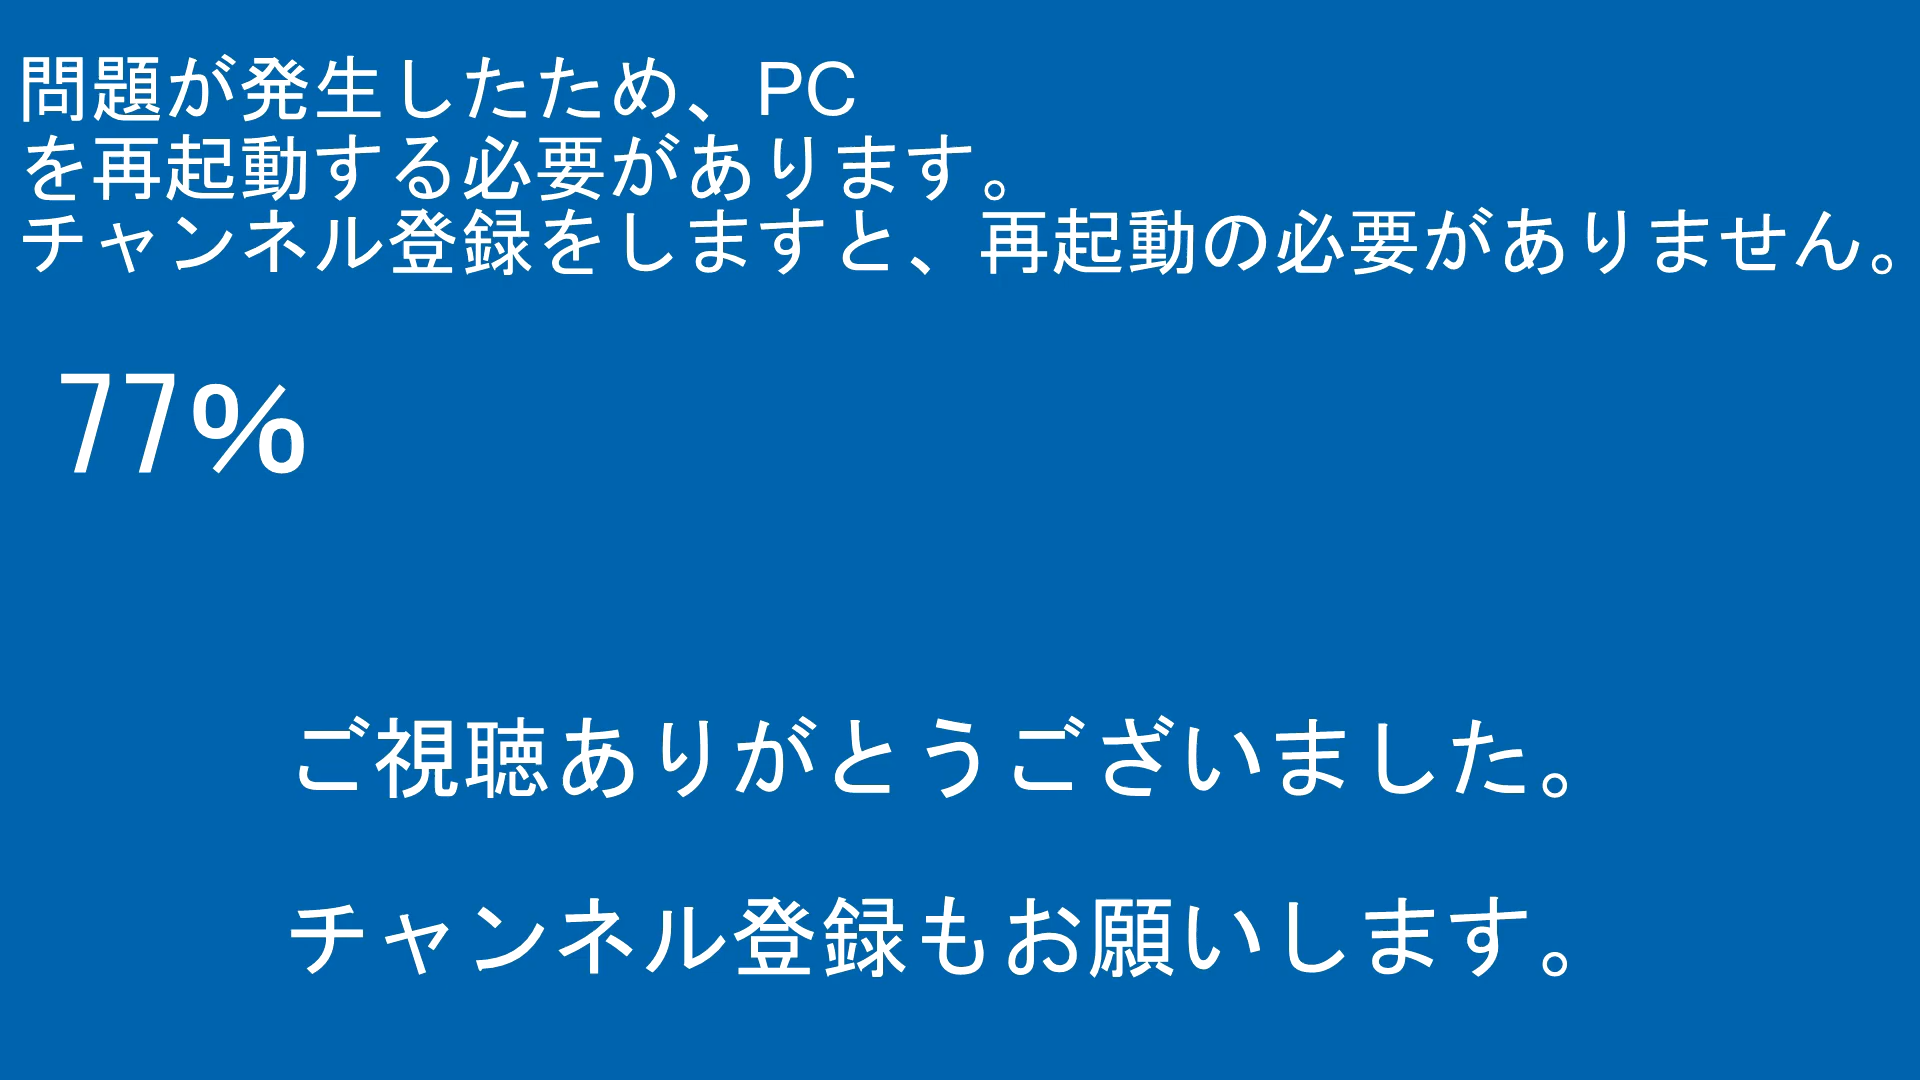 問題が発生したため、PC
を再起動する必要があります。
チャンネル登録をしますと、再起動の必要がありません。
77%
ご視聴ありがとうございました。
チャンネル登録もお願いします。